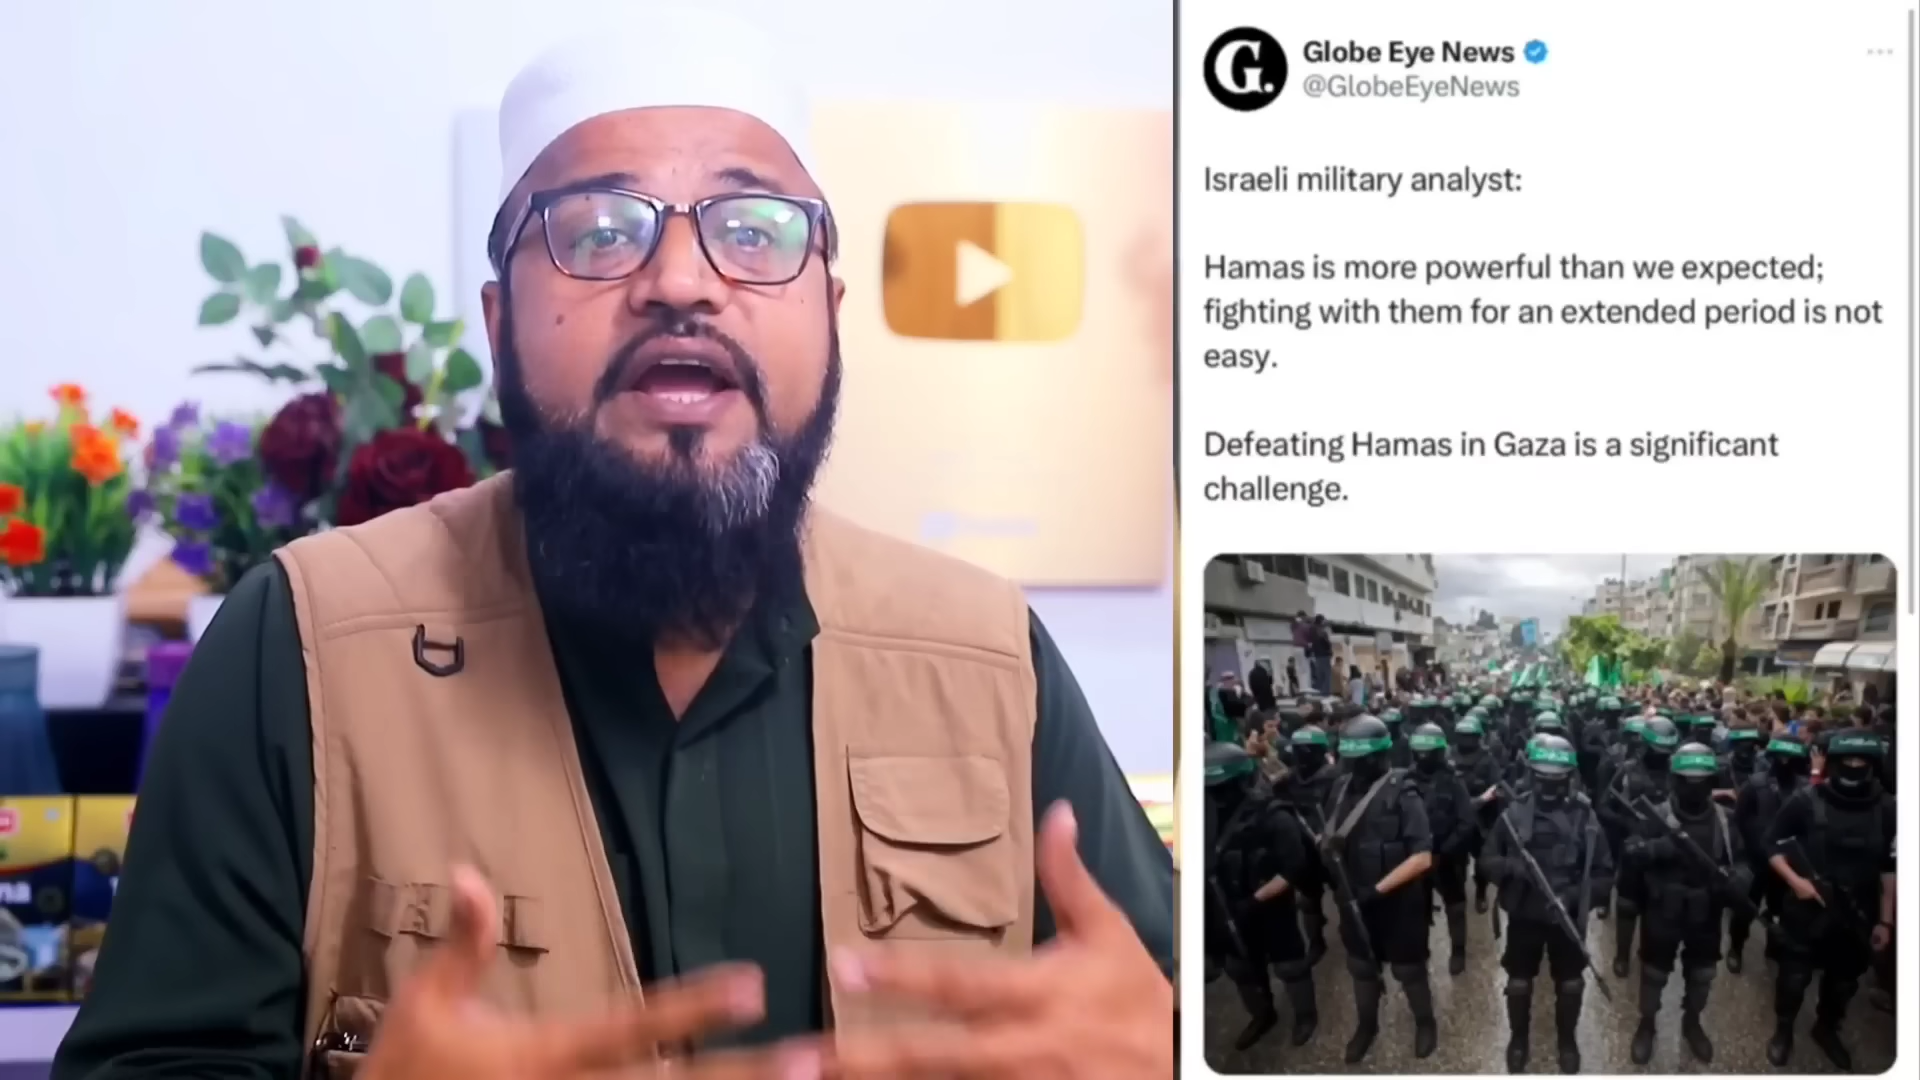 Globe Eye News
@GlobeEyeNews
Israeli military analyst:
Hamas is more powerful than we expected;
fighting with them for an extended period is not
easy.
Defeating Hamas in Gaza is a significant
challenge.